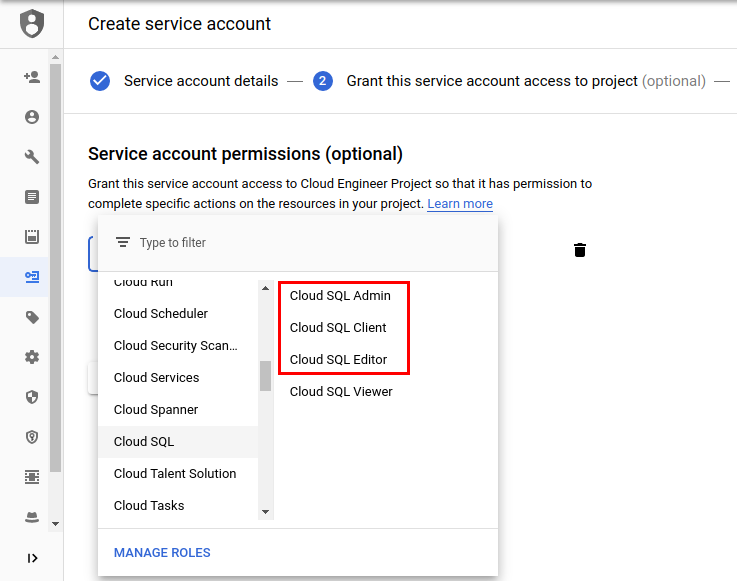 Create service account
Service account details
2
Grant this service account access to project (optional)
Service account permissions (optional)
Grant this service account access to Cloud Engineer Project so that it has permission to
complete specific actions on the resources in your project. Learn more
Type to filter
Cloud Run
Cloud Scheduler
Cloud Security Scan...
Cloud Services
Cloud Spanner
Cloud SQL
Cloud Talent Solution
Cloud Tasks
Cloud SQL Admin
Cloud SQL Client
Cloud SQL Editor
Cloud SQL Viewer
MANAGE ROLES